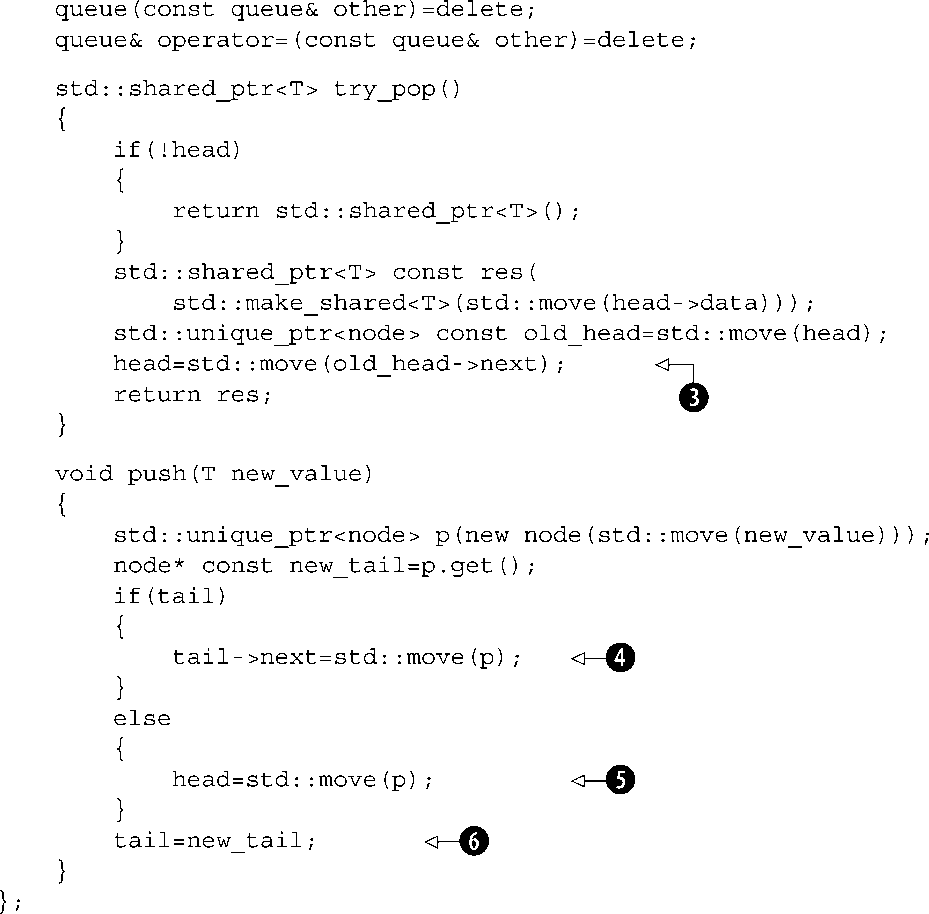 queue(const queue& other)=delete;
queue& operator=(const queue& other)=delete;
std::shared_ptr<T> try_pop()
{
if(!head)
{
return std::shared_ptr<T>();
}
std::shared_ptr<T> const res(
std::make_shared<T>(std::move(head->data)));
std::unique_ptr<node> const old_head=std::move(head);
head=std::move(old_head->next); 3
return res;
}
void push(T new_value)
{
std::unique_ptr<node> p(new node(std::move(new_value)));
node* const new_tail=p.get();
if(tail)
{
tail->next=std::move(p); 4
}
else
{
head=std::move(p); 5
}
tail=new_tail; 6
}
};